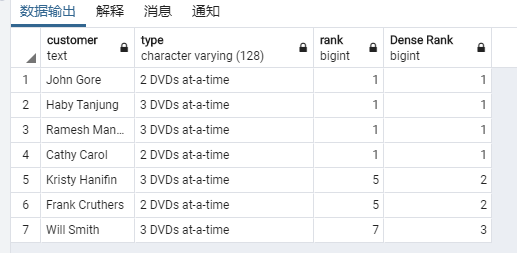 数据输出 解释 消息 通知
customer type rank Dense Rank
text character varying (128) bigint bigint
1 John Gore 2 DVDs at-a-time 1 1
2 Haby Tanjung 3 DVDs at-a-time 1 1
3 Ramesh Man... 3 DVDs at-a-time 1 1
4 Cathy Carol 2 DVDs at-a-time 1 1
5 Kristy Hanifin 3 DVDs at-a-time 5 2
6 Frank Cruthers 2 DVDs at-a-time 5 2
7 Will Smith 3 DVDs at-a-time 7 3